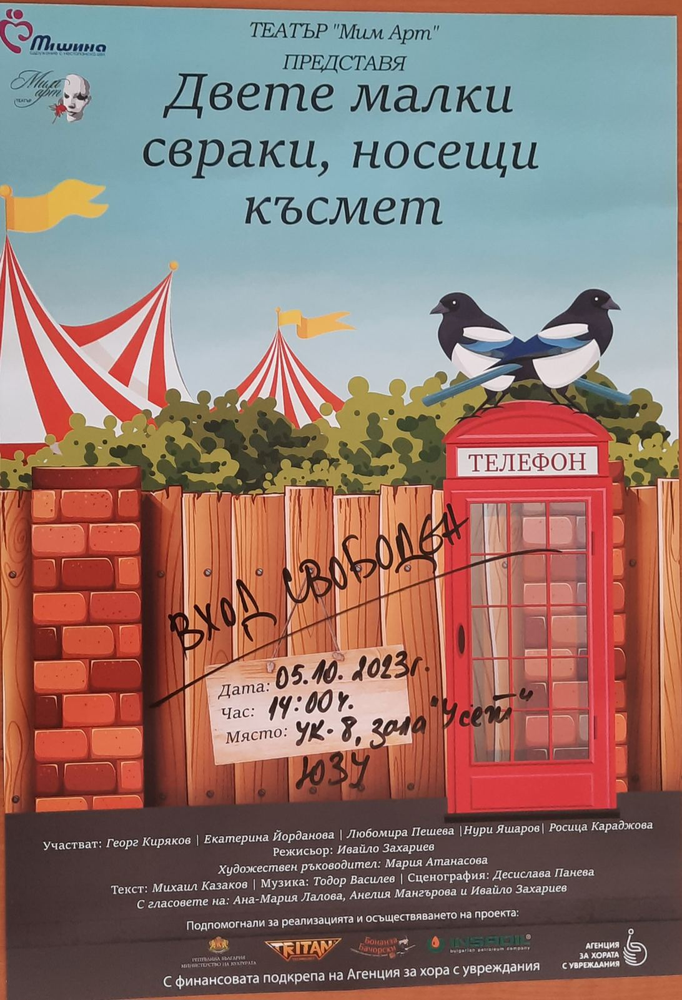 Мишина
сдружение с нестопанска цел
Мим
арт
ТЕАТЪР
ТЕАТЪР "Мим Арт"
ПРЕДСТАВЯ
Двете малки
свраки, носещи
късмет
ТЕЛЕФОН
ВХОД СВОБОДЕН
Дата: 05.10.2023г.
Час: 14:00ч.
Място: УК-8, зала "Усет"
ЮЗУ
Участват: Георг Киряков | Екатерина Йорданова | Любомира Пешева |Нури Яшаров| Росица Караджова
Режисьор: Ивайло Захариев
Художествен ръководител: Мария Атанасова
Текст: Михаил Казаков | Музика: Тодор Василев | Сценография: Десислава Панева
С гласовете на: Ана-Мария Лалова, Анелия Мангърова и Ивайло Захариев
Подпомогнали за реализацията и осъществяването на проекта:
РЕПУБЛИКА БЪЛГАРИЯ
МИНИСТЕРСТВО НА КУЛТУРАТА
TRITAN
Бонанза
Бачорски
INSAOIL
bulgarian petroleum company
АГЕНЦИЯ
ЗА ХОРАТА
С УВРЕЖДАНИЯ
С финансовата подкрепа на Агенция за хора с увреждания